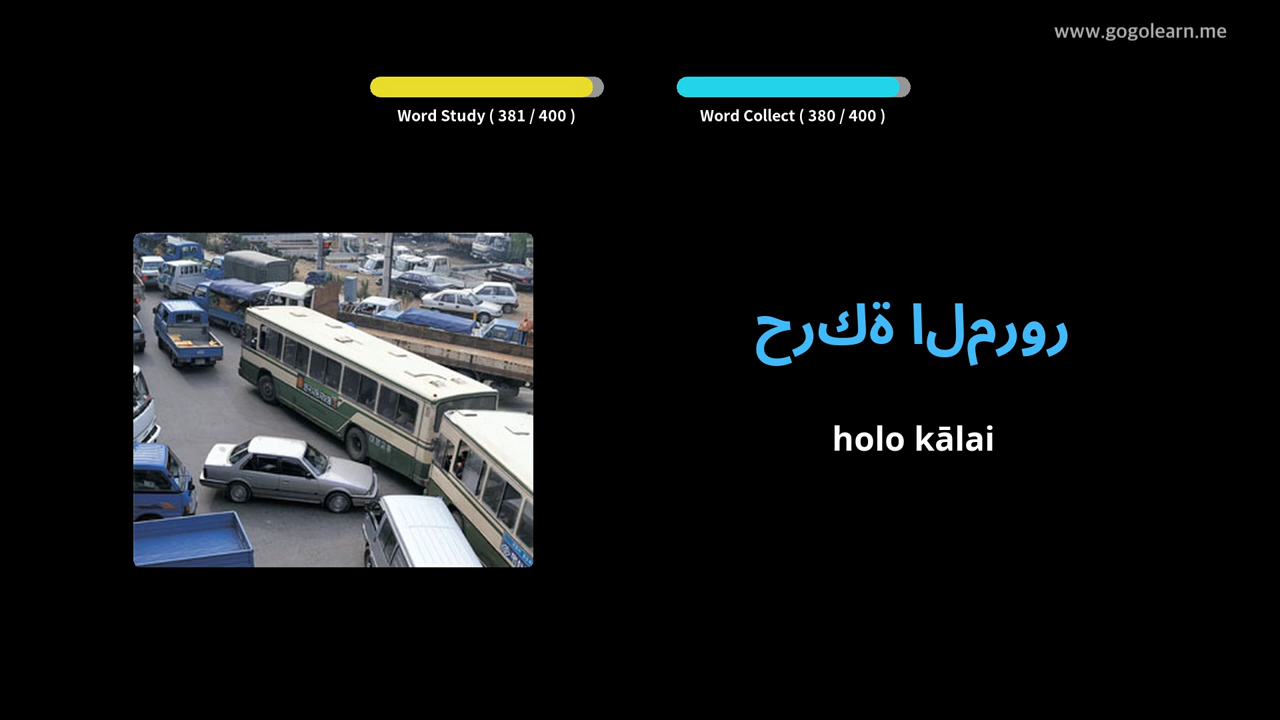 www.gogolearn.me
Word Study ( 381 / 400 )
Word Collect ( 380 / 400 )
حركة المرور
holo kālai